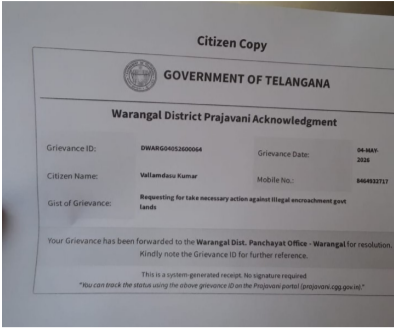 Citizen Copy
GOVERNMENT OF TELANGANA
Warangal District Prajavani Acknowledgment
Grievance ID: DWARG04052600064 Grievance Date: 04-MAY-
2026
Citizen Name: Vallamdasu Kumar Mobile No.: 8464932717
Gist of Grievance: Requesting for take necessary action against illegal encroachment govt
lands
Your Grievance has been forwarded to the Warangal Dist. Panchayat Office - Warangal for resolution.
Kindly note the Grievance ID for further reference.
This is a system-generated receipt. No signature required
"You can track the status using the above grievance ID on the Prajavani portal (prajavani.cgg.gov.in)."